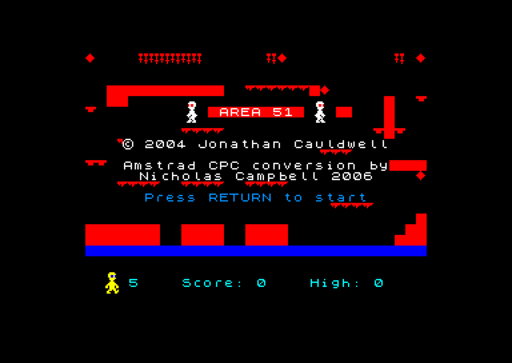 AREA 51
© 2004 Jonathan Cauldwell
Amstrad CPC conversion by
Nicholas Campbell 2006
Press RETURN to start
5 Score: 0 High: 0